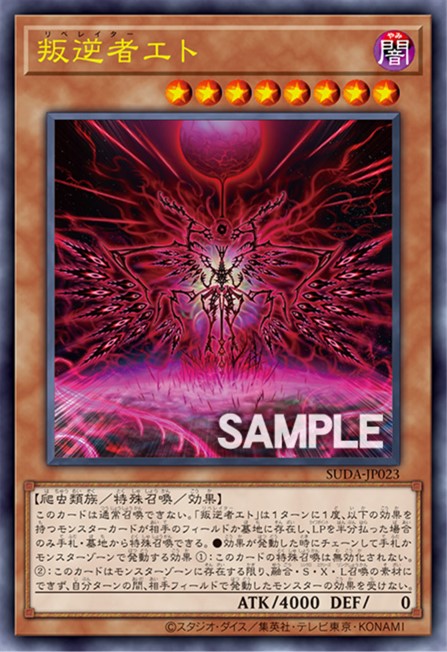 リベレイター
叛逆者エト
やみ
闇
SAMPLE
SUDA-JP023
【爬虫類族／特殊召喚／効果】
このカードは通常召喚できない。「叛逆者エト」は１ターンに１度、以下の効果を
持つモンスターカードが相手のフィールドか墓地に存在し、LPを半分払った場合
のみ手札・墓地から特殊召喚できる。●効果が発動した時にチェーンして手札か
モンスターゾーンで発動する効果 ①：このカードの特殊召喚は無効化されない。
②：このカードはモンスターゾーンに存在する限り、融合・S・X・L召喚の素材に
できず、自分ターンの間、相手フィールドで発動したモンスターの効果を受けない。
ATK/4000 DEF/ 0
©スタジオ・ダイス／集英社・テレビ東京・KONAMI